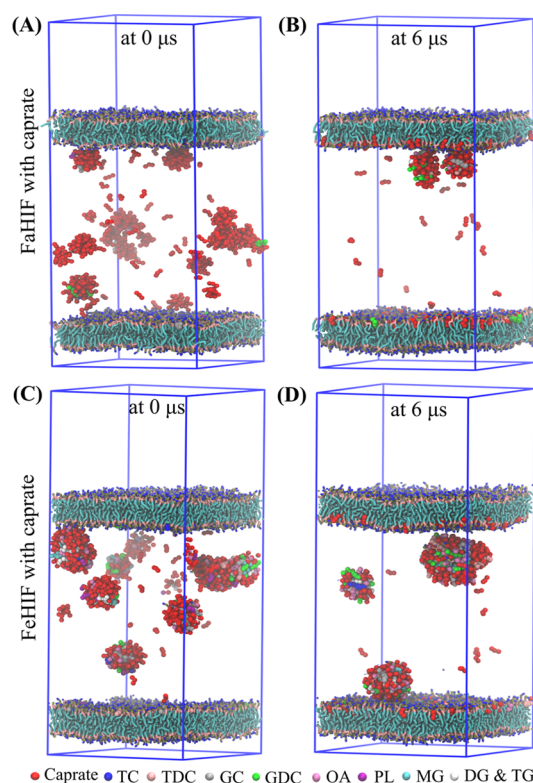 (A)
at 0 μs
(B)
at 6 μs
FaHIF with caprate
(C)
at 0 μs
(D)
at 6 μs
FeHIF with caprate
Caprate TC TDC GC GDC OA PL MG DG & TG